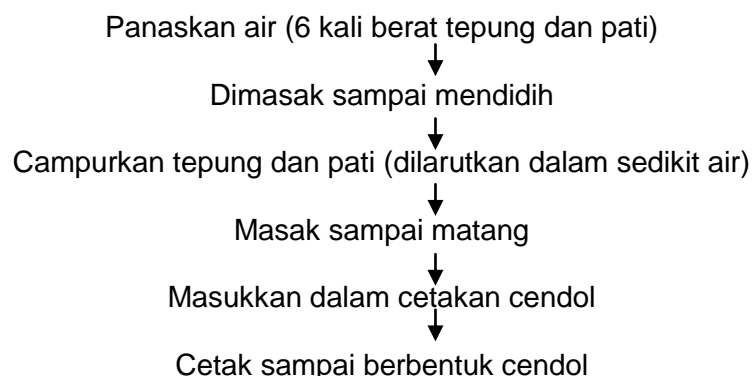 Panaskan air (6 kali berat tepung dan pati)
Dimasak sampai mendidih
Campurkan tepung dan pati (dilarutkan dalam sedikit air)
Masak sampai matang
Masukkan dalam cetakan cendol
Cetak sampai berbentuk cendol